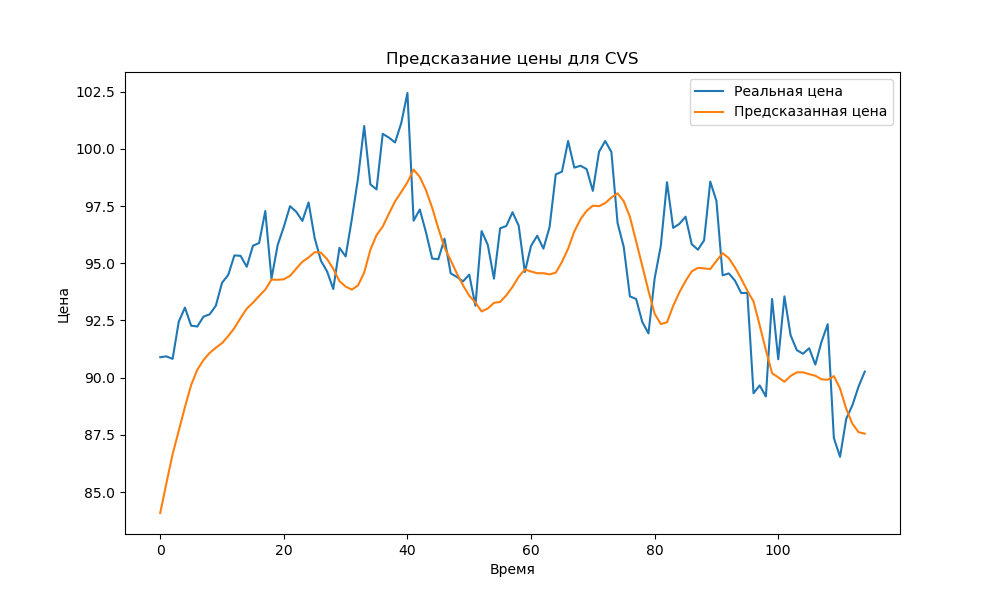 Предсказание цены для CVS
Реальная цена
Предсказанная цена
Цена
102.5
100.0
97.5
95.0
92.5
90.0
87.5
85.0
0 20 40 60 80 100
Время